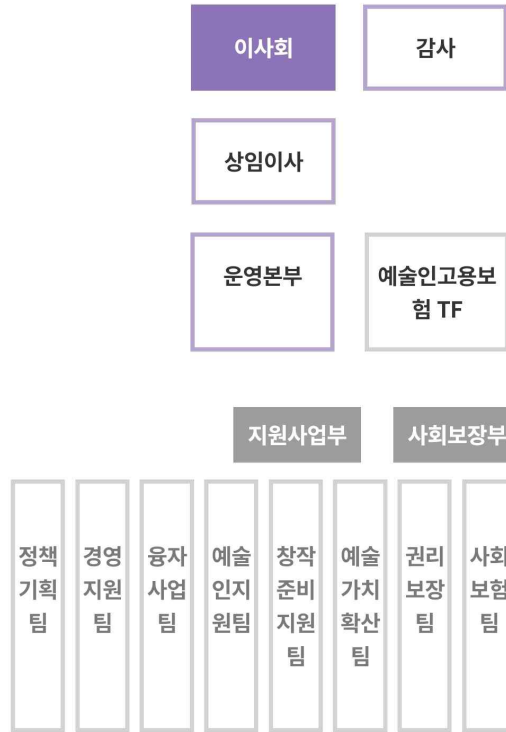 이사회
감사
상임이사
운영본부
예술인고용보
험 TF
지원사업부
사회보장부
정책
기획
팀
경영
지원
팀
융자
사업
팀
예술
인지
원팀
창작
준비
지원
팀
예술
가치
확산
팀
권리
보장
팀
사회
보험
팀